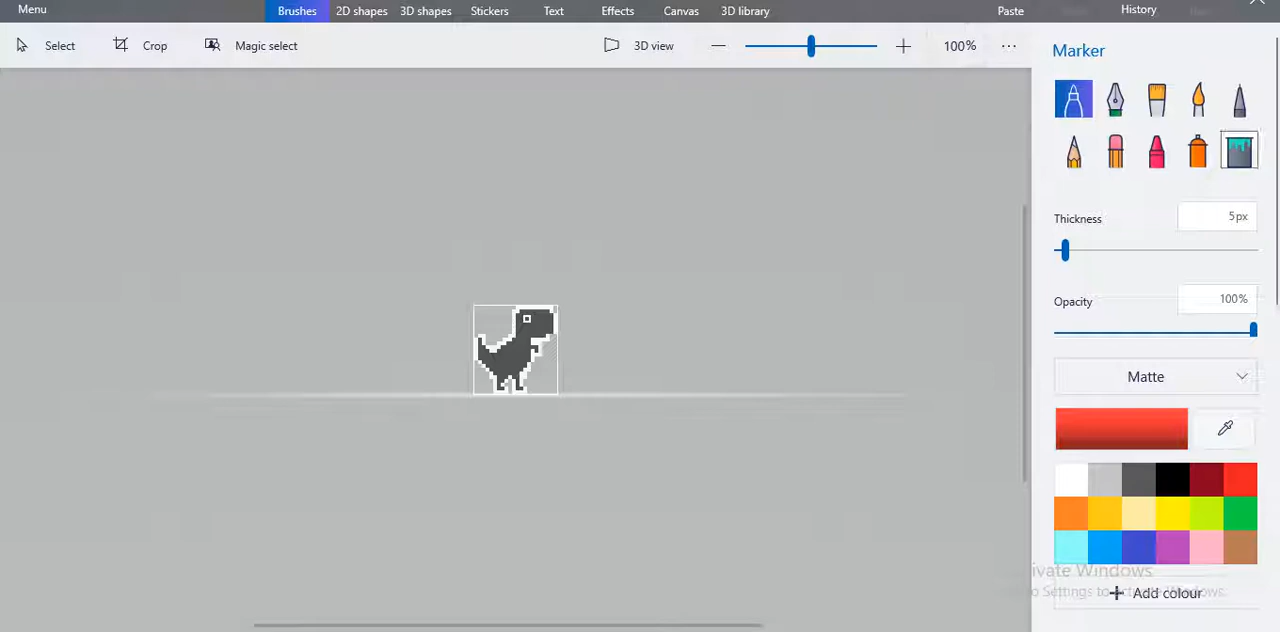 Menu
Brushes 2D shapes 3D shapes Stickers Text Effects Canvas 3D library Paste History
Select Crop Magic select 3D view 100% ...
Marker
Thickness 5px
Opacity 100%
Matte
Add colour